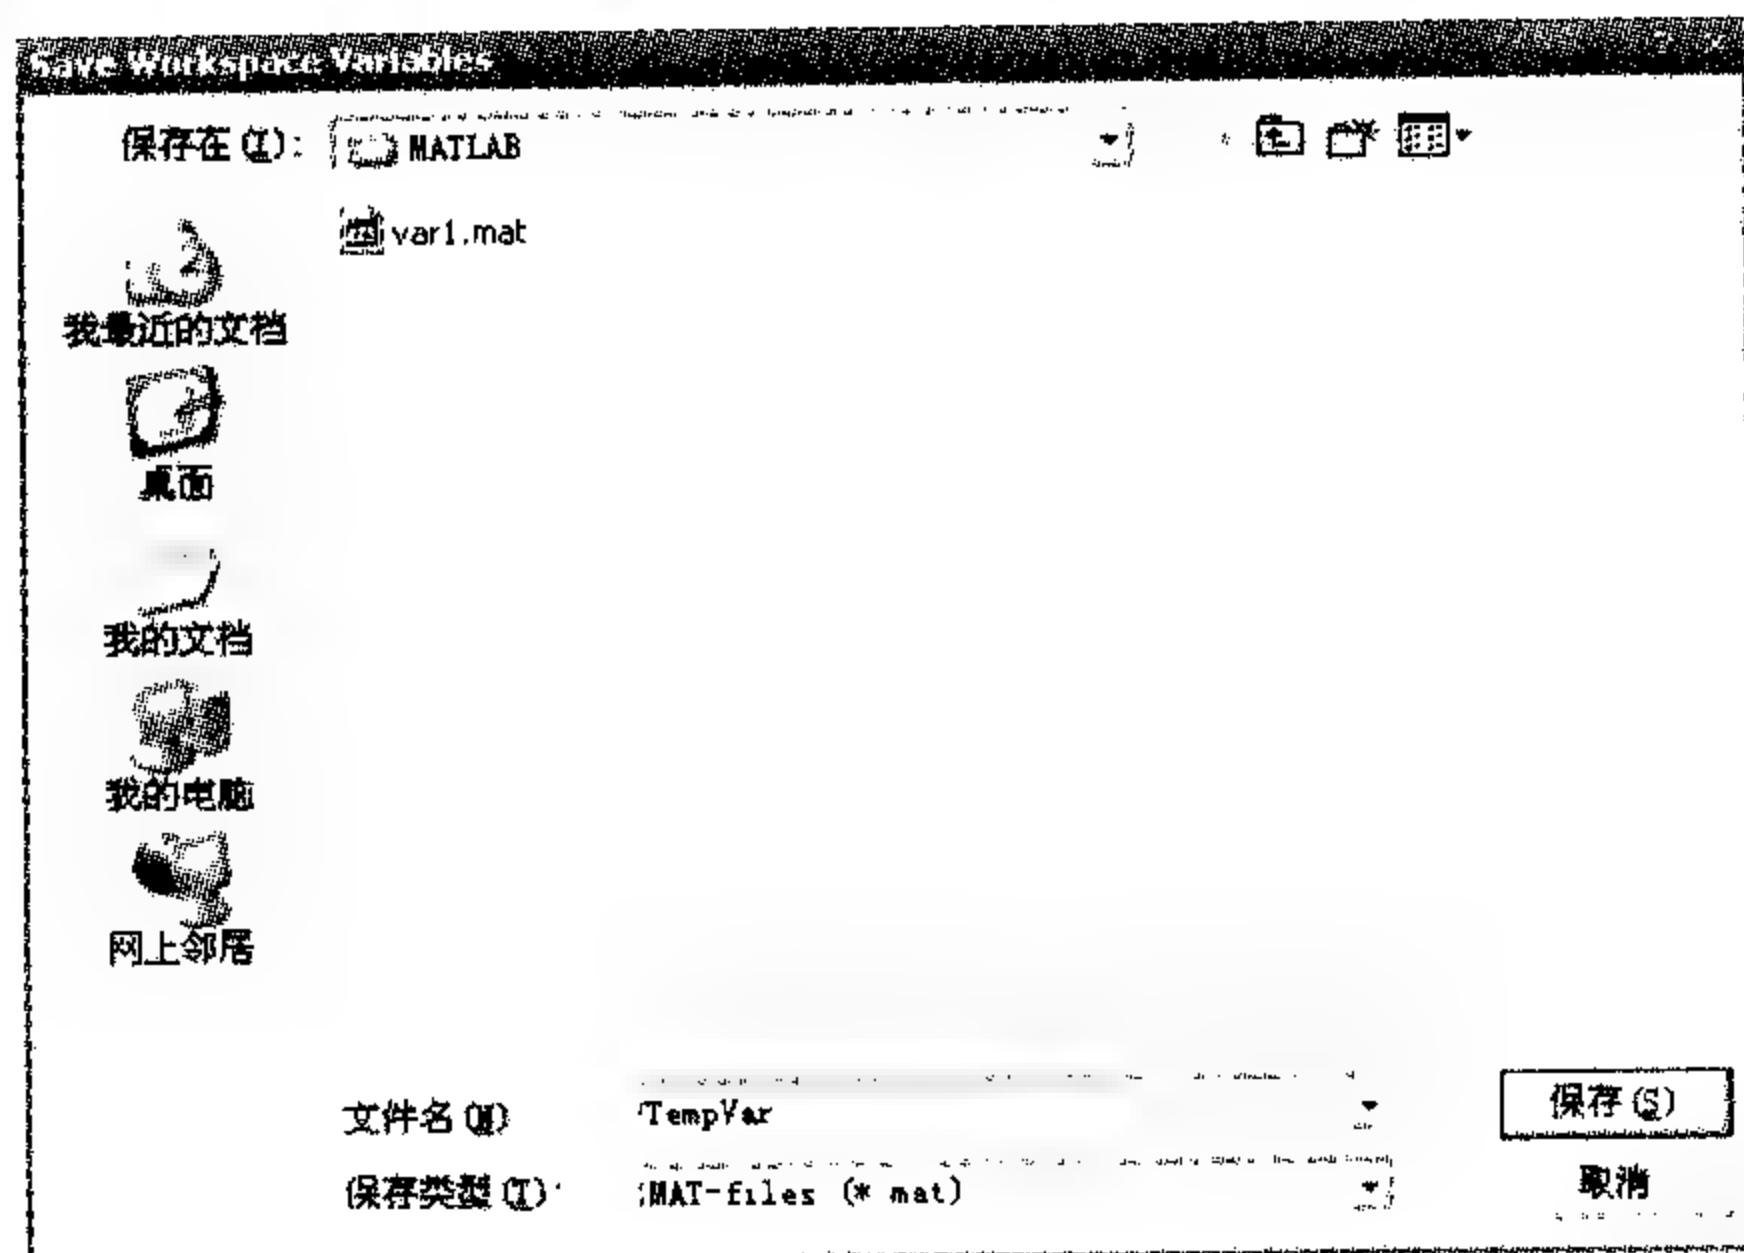 Save Workspace Variables
保存在(I): MATLAB
var1.mat
我最近的文档
桌面
我的文档
我的电脑
网上邻居
文件名(N) TempVar
保存(S)
保存类型(T): MAT-files (* mat)
取消